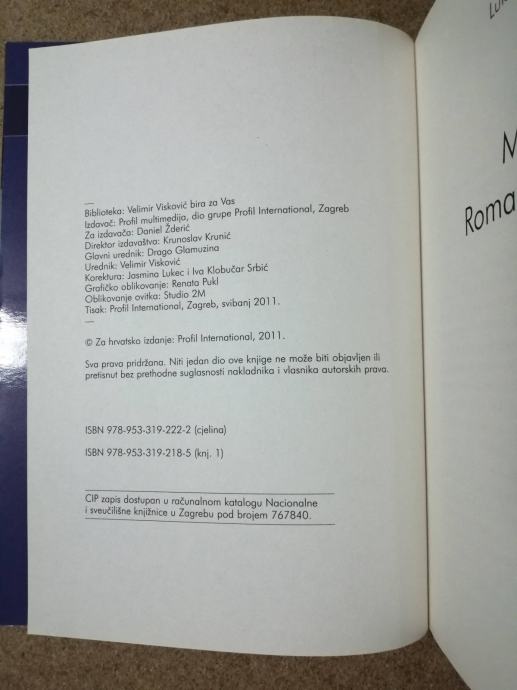 Biblioteka: Velimir Visković bira za Vas
Izdavač: Profil multimedija, dio grupe Profil International, Zagreb
Za izdavača: Daniel Žderić
Direktor izdavaštva: Krunoslav Krunić
Glavni urednik: Drago Glamuzina
Urednik: Velimir Visković
Korektura: Jasmina Lukec i Iva Klobučar Srbić
Grafičko oblikovanje: Renata Pukl
Oblikovanje ovitka: Studio 2M
Tisak: Profil International, Zagreb, svibanj 2011.
© Za hrvatsko izdanje: Profil International, 2011.
Sva prava pridržana. Niti jedan dio ove knjige ne može biti objavljen ili
pretisnut bez prethodne suglasnosti nakladnika i vlasnika autorskih prava.
ISBN 978-953-319-222-2 (cjelina)
ISBN 978-953-319-218-5 (knj. 1)
CIP zapis dostupan u računalnom katalogu Nacionalne
i sveučilišne knjižnice u Zagrebu pod brojem 767840.
M
Roma